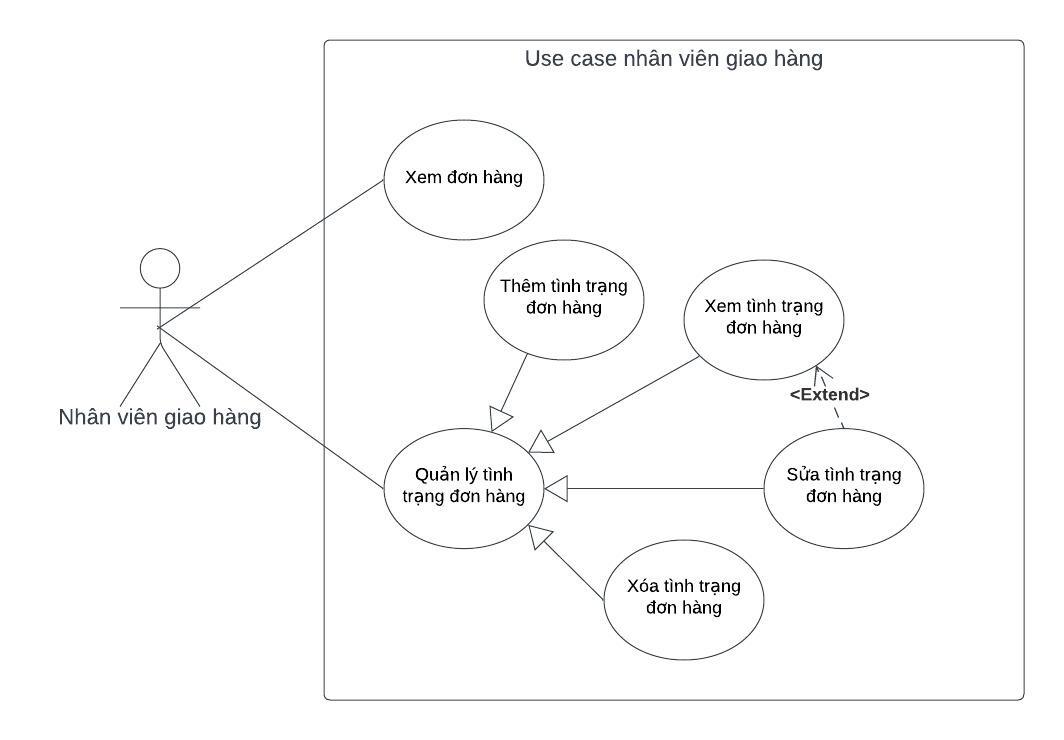 Use case nhân viên giao hàng
Xem đơn hàng
Thêm tình trạng
đơn hàng
Xem tình trạng
đơn hàng
<Extend>
Nhân viên giao hàng
Quản lý tình
trạng đơn hàng
Sửa tình trạng
đơn hàng
Xóa tình trạng
đơn hàng